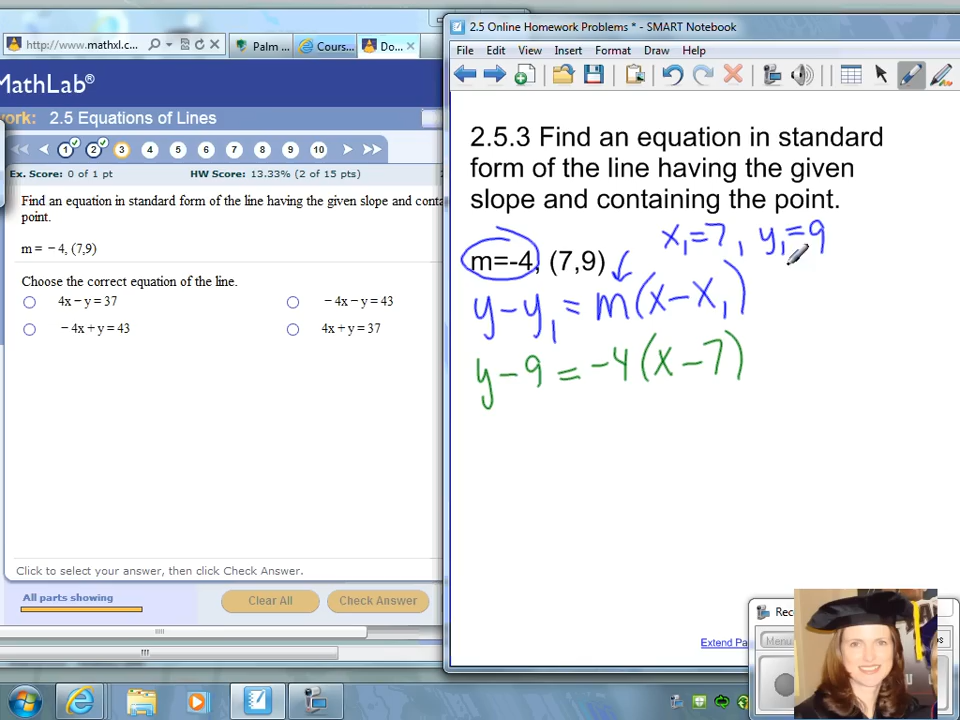 2.5 Online Homework Problems * - SMART Notebook
http://www.mathxl.c...
Palm ...
Cours...
Do...
File Edit View Insert Format Draw Help
MathLab®
work: 2.5 Equations of Lines
1 2 3 4 5 6 7 8 9 10
Ex. Score: 0 of 1 pt HW Score: 13.33% (2 of 15 pts)
Find an equation in standard form of the line having the given slope and conta
point.
m = − 4, (7,9)
Choose the correct equation of the line.
4x − y = 37
− 4x − y = 43
− 4x + y = 43
4x + y = 37
Click to select your answer, then click Check Answer.
All parts showing
Clear All
Check Answer
2.5.3 Find an equation in standard
form of the line having the given
slope and containing the point.
x₁=7, y₁=9
m=-4, (7,9)
y−y₁ = m(x−x₁)
y−9 = −4(x−7)
Extend Pa
Rec
Menu